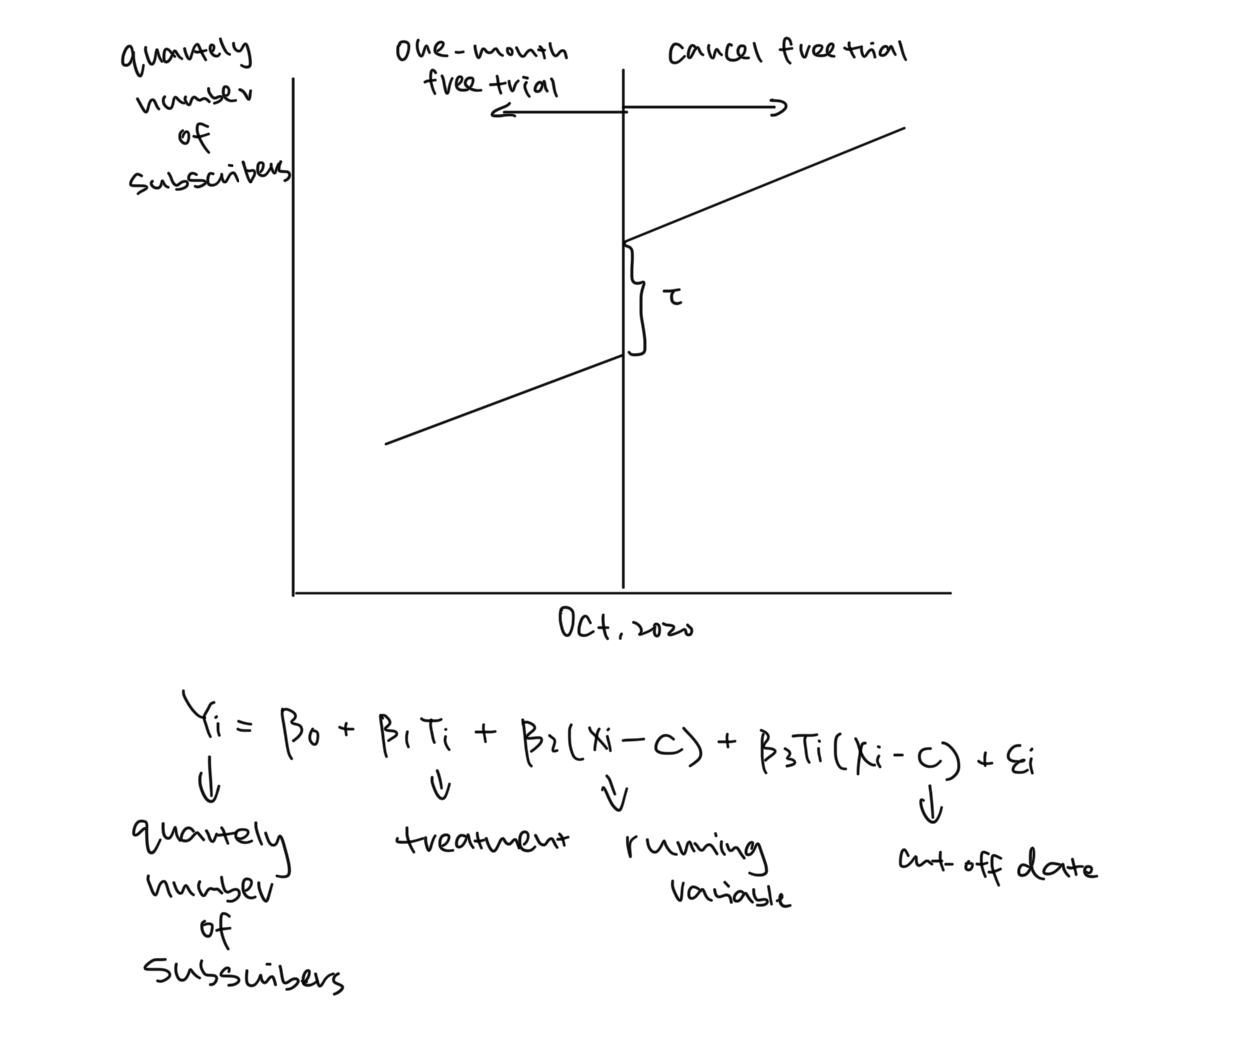 quartely
number
of
subscribers
one-month
free trial
cancel free trial
τ
Oct, 2020
Yi = β0 + β1Ti + β2(Xi - C) + β3Ti(Xi - C) + εi
quartely
number
of
subscribers
treatment
running
variable
cut-off date